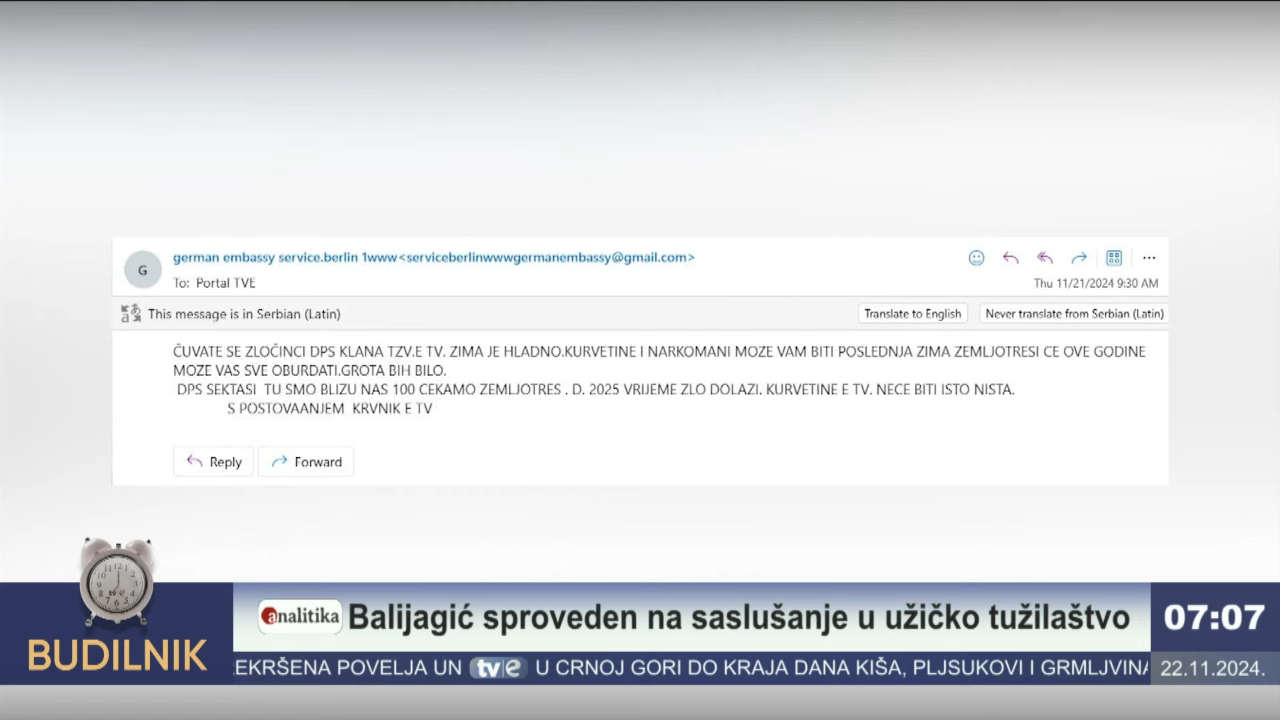 german embassy service.berlin 1www<serviceberlinwwwgermanembassy@gmail.com>
G
To: Portal TVE
Thu 11/21/2024 9:30 AM
This message is in Serbian (Latin)
Translate to English
Never translate from Serbian (Latin)
ČUVATE SE ZLOČINCI DPS KLANA TZV.E TV. ZIMA JE HLADNO.KURVETINE I NARKOMANI MOZE VAM BITI POSLEDNJA ZIMA ZEMLJOTRESI CE OVE GODINE
MOZE VAS SVE OBURDATI.GROTA BIH BILO.
DPS SEKTASI TU SMO BLIZU NAS 100 CEKAMO ZEMLJOTRES . D. 2025 VRIJEME ZLO DOLAZI. KURVETINE E TV. NECE BITI ISTO NISTA.
S POSTOVAANJEM KRVNIK E TV
Reply
Forward
BUDILNIK
analitika
Balijagić sproveden na saslušanje u užičko tužilaštvo
07:07
EKRŠENA POVELJA UN tve U CRNOJ GORI DO KRAJA DANA KIŠA, PLJSUKOVI I GRMLJVINA
22.11.2024.